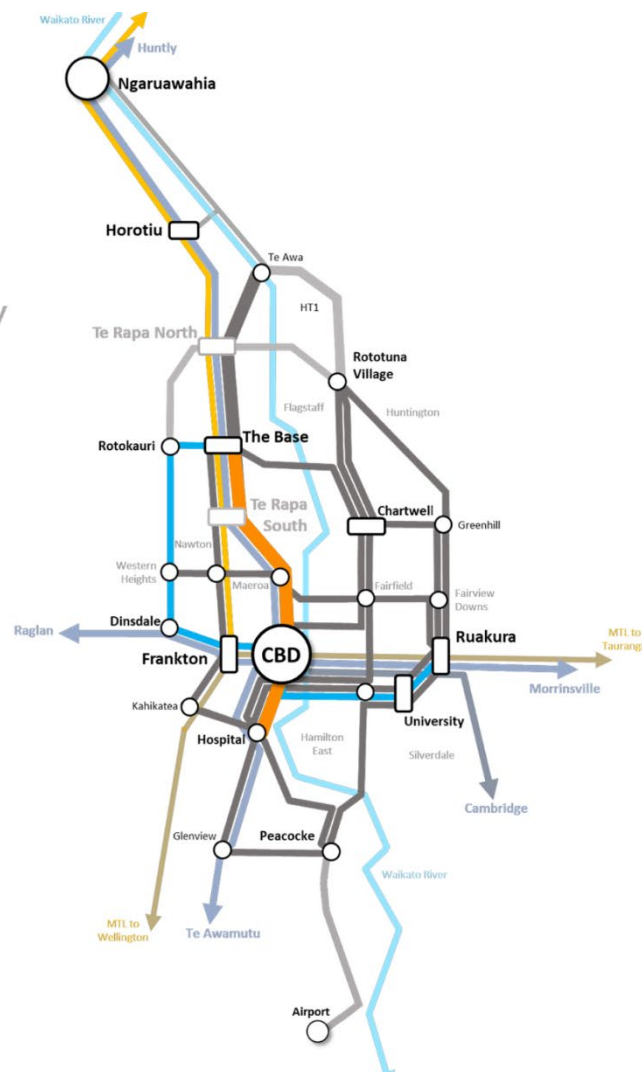 Waikato River
Huntly
Ngaruawahia
Horotiu
Te Awa
HT1
Te Rapa North
Rototuna
Village
Flagstaff
Huntington
The Base
Rotokauri
Te Rapa
South
Chartwell
Greenhill
Nawton
Western
Heights
Maeroa
Fairfield
Fairview
Downs
Dinsdale
Raglan
Frankton
CBD
Ruakura
MTL to
Taurang
Morrinsville
Kahikatea
University
Hospital
Hamilton
East
Silverdale
Cambridge
Glenview
Peacocke
Waikato River
MTL to
Wellington
Te Awamutu
Airport